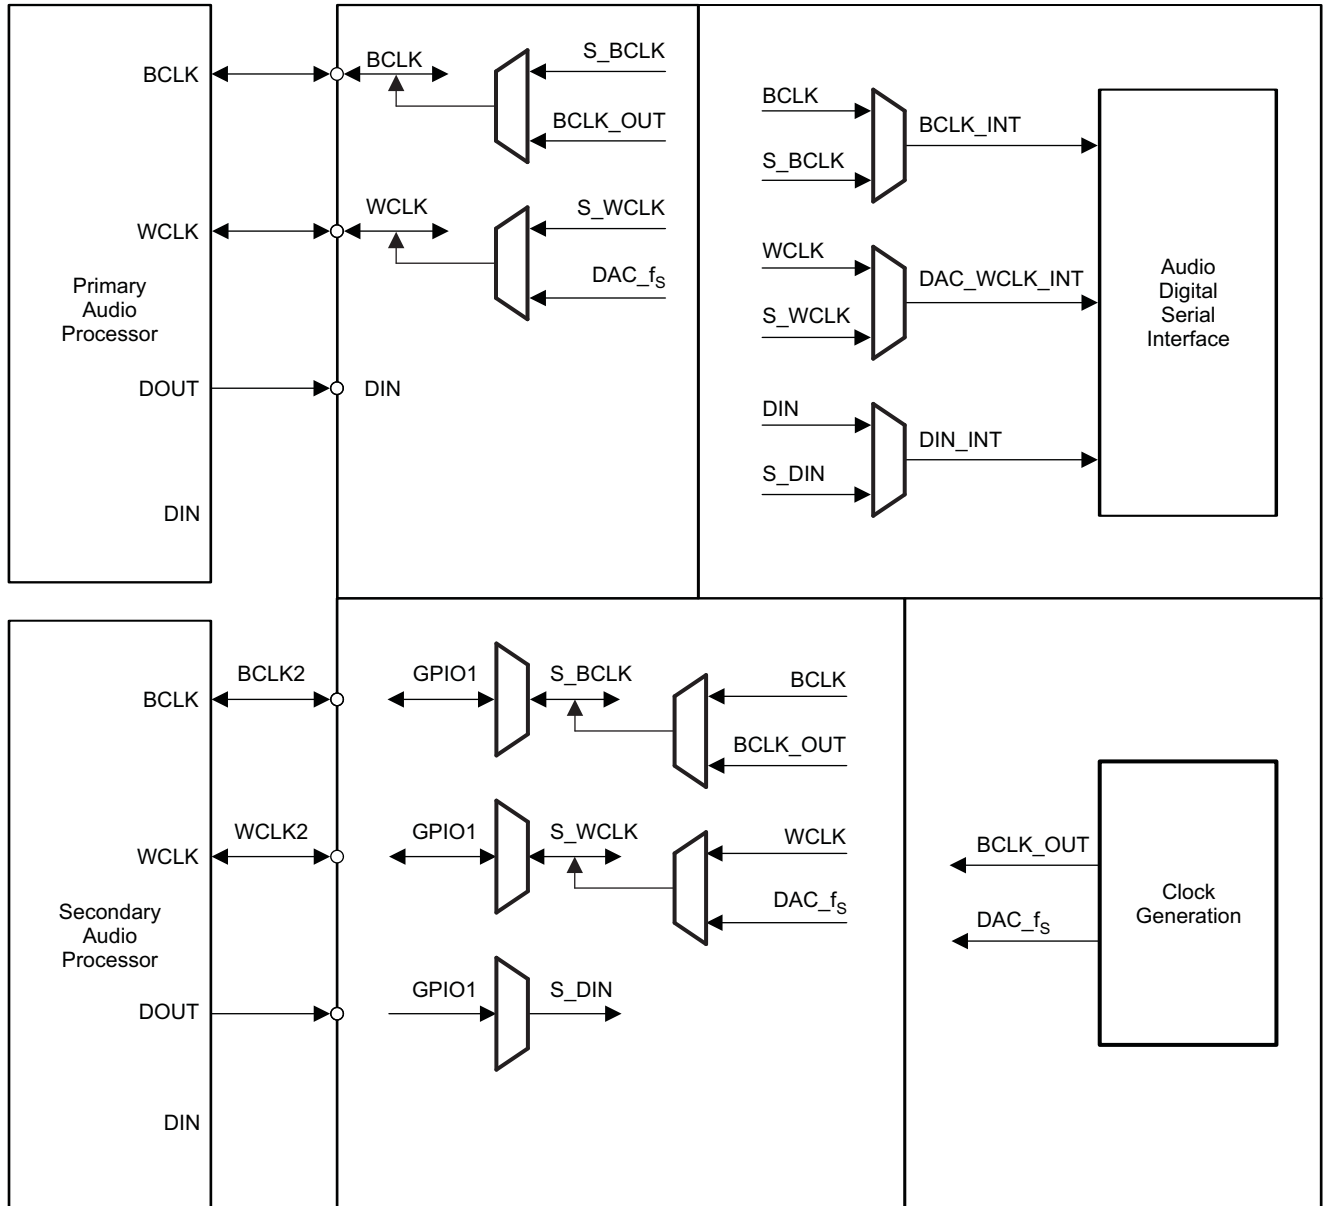 BCLK
WCLK
Primary
Audio
Processor
DOUT
DIN
BCLK
S_BCLK
BCLK_OUT
WCLK
S_WCLK
DAC_fS
DIN
BCLK
S_BCLK
BCLK_INT
WCLK
S_WCLK
DAC_WCLK_INT
DIN
S_DIN
DIN_INT
Audio
Digital
Serial
Interface
BCLK
BCLK2
WCLK
WCLK2
Secondary
Audio
Processor
DOUT
DIN
GPIO1
S_BCLK
BCLK
BCLK_OUT
GPIO1
S_WCLK
WCLK
DAC_fS
GPIO1
S_DIN
BCLK_OUT
DAC_fS
Clock
Generation